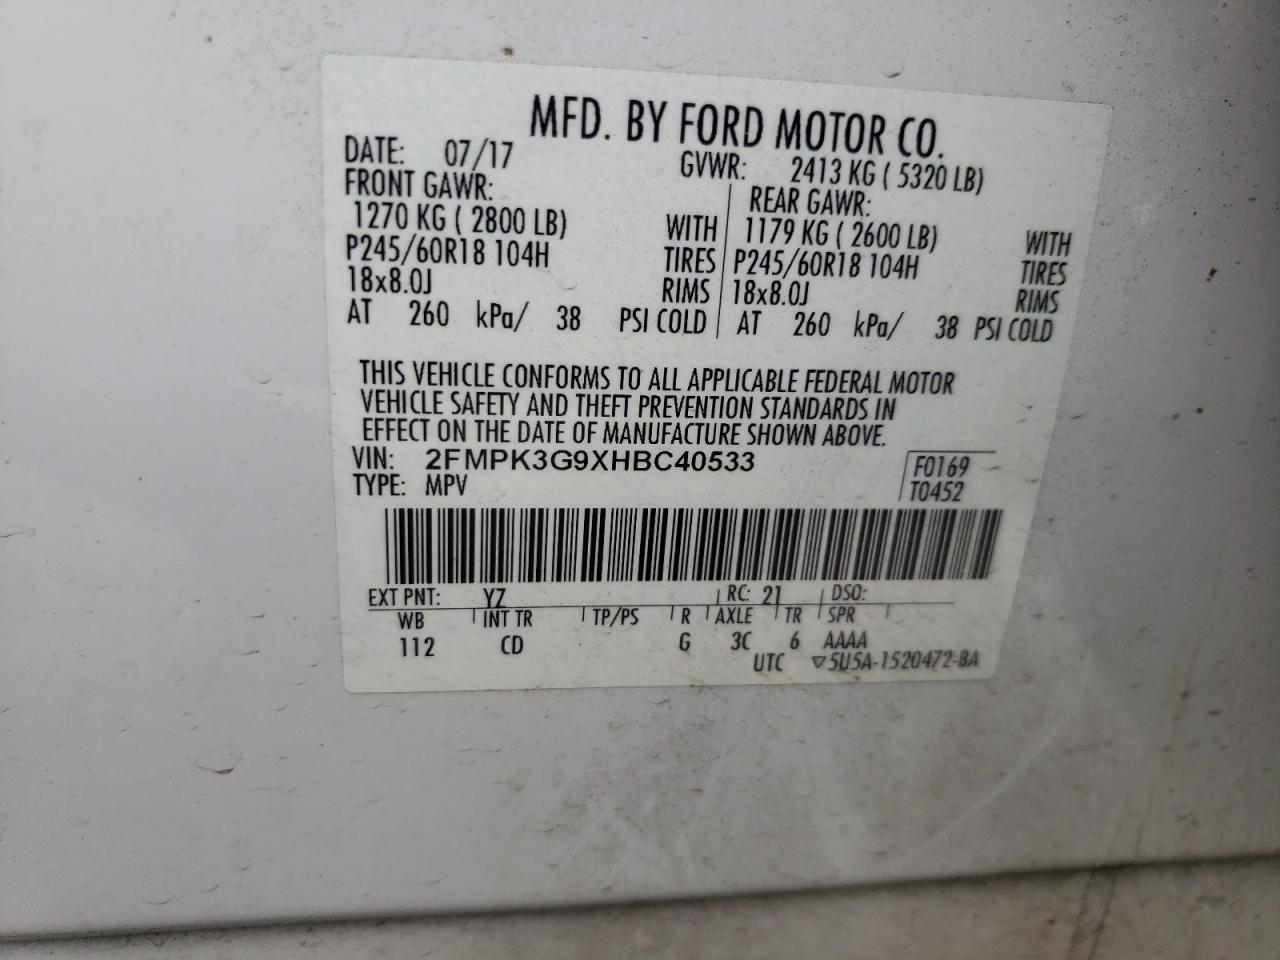 MFD. BY FORD MOTOR CO.
DATE: 07/17 GVWR: 2413 KG ( 5320 LB)
FRONT GAWR: REAR GAWR:
1270 KG ( 2800 LB) WITH 1179 KG ( 2600 LB) WITH
P245/60R18 104H TIRES P245/60R18 104H TIRES
18x8.0J RIMS 18x8.0J RIMS
AT 260 kPa/ 38 PSI COLD AT 260 kPa/ 38 PSI COLD
THIS VEHICLE CONFORMS TO ALL APPLICABLE FEDERAL MOTOR
VEHICLE SAFETY AND THEFT PREVENTION STANDARDS IN
EFFECT ON THE DATE OF MANUFACTURE SHOWN ABOVE.
VIN: 2FMPK3G9XHBC40533 F0169
TYPE: MPV T0452
EXT PNT: YZ RC: 21 DSO:
WB INT TR TP/PS R AXLE TR SPR
112 CD G 3C 6 AAAA
UTC ▽5U5A-1520472-BA